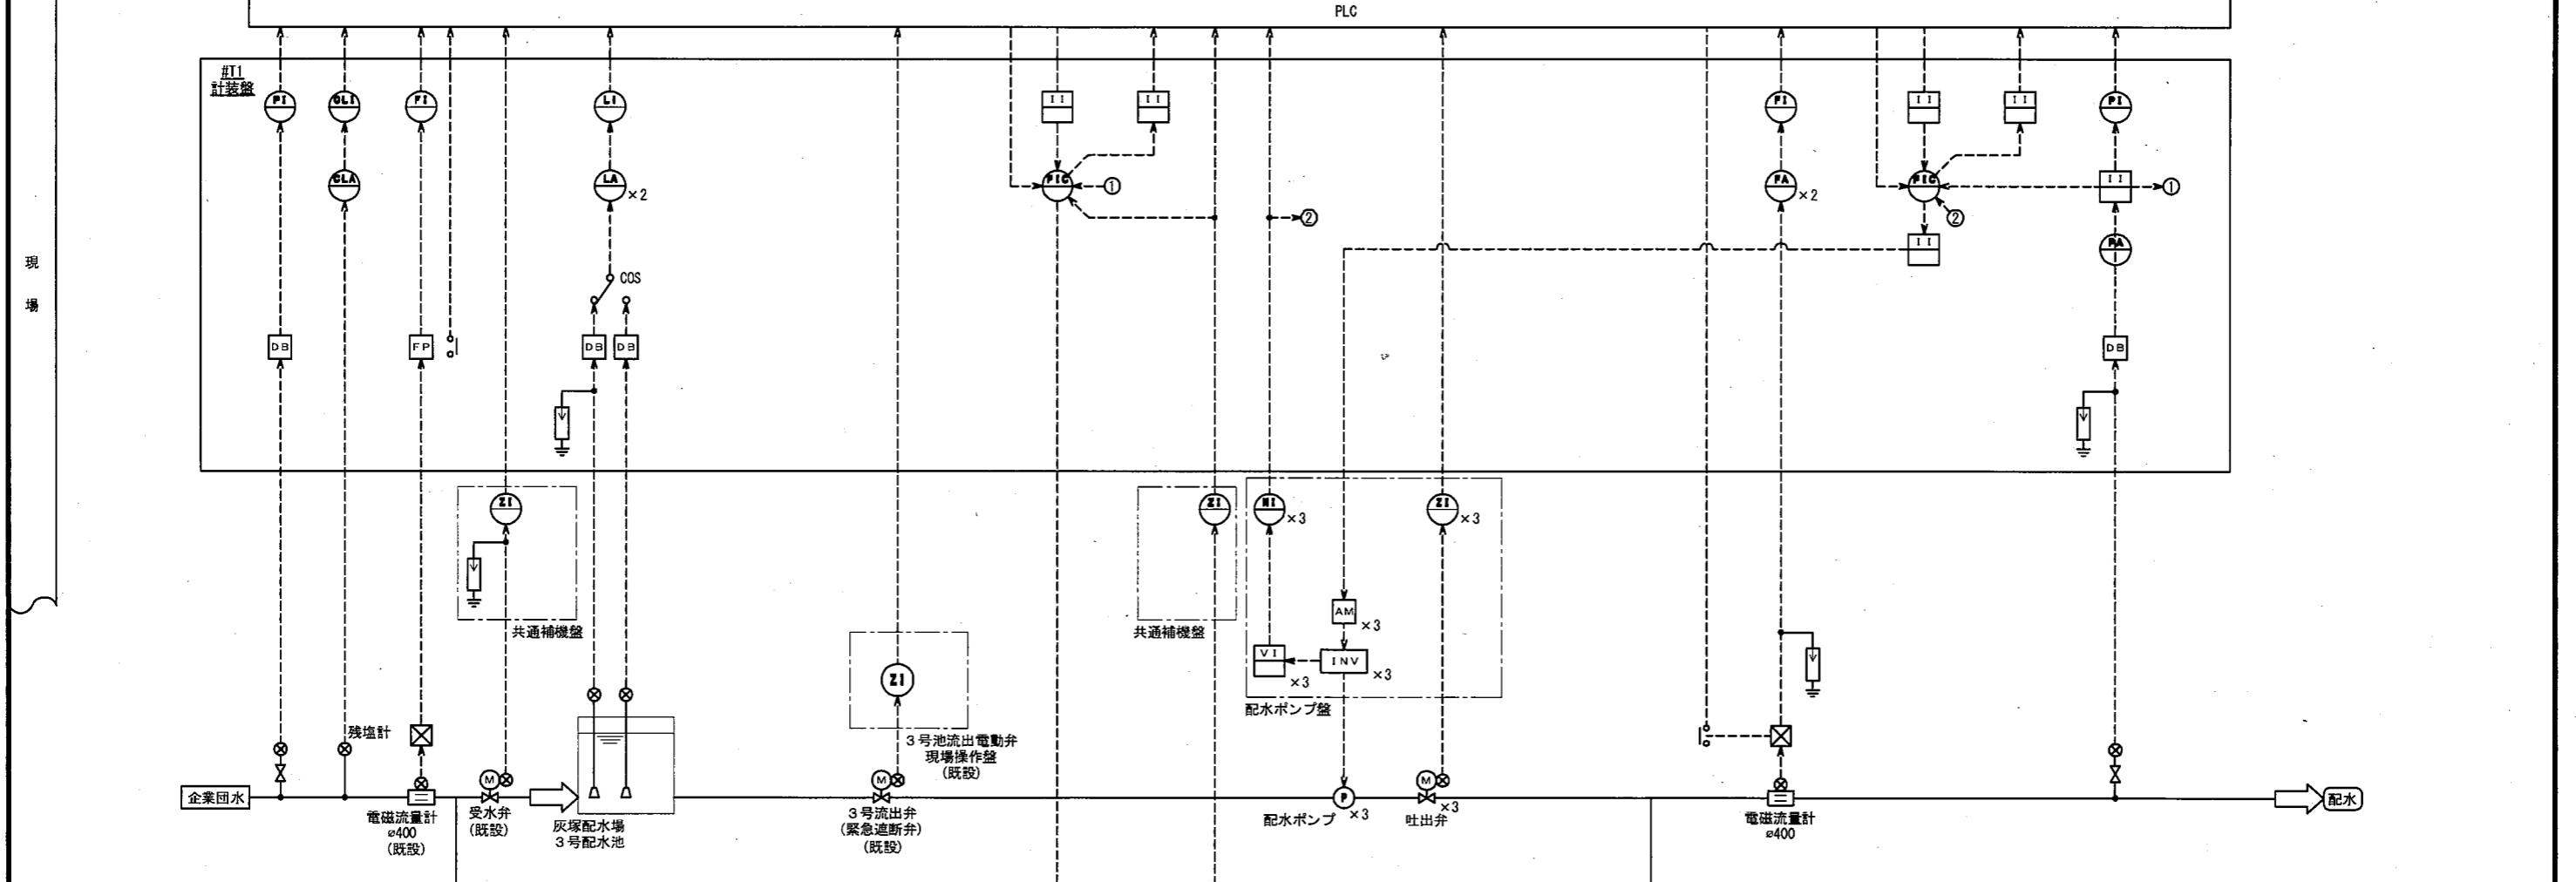 PLC
#T1
計装盤
PI
CLI
FI
LI
II
II
FI
II
II
PI
CLA
LA
×2
PIC
①
FA
×2
PIC
II
①
②
②
II
PA
現
場
COS
DB
FP
DB
DB
DB
ZI
ZI
NI
×3
ZI
×3
共通補機盤
共通補機盤
AM
×3
VI
×3
INV
×3
ZI
配水ポンプ盤
残塩計
3号池流出電動弁
現場操作盤
(既設)
M
M
M
企業団水
P
×3
×3
配水
電磁流量計
ø400
(既設)
受水弁
(既設)
灰塚配水場
3号配水池
3号流出弁
(緊急遮断弁)
(既設)
配水ポンプ
吐出弁
電磁流量計
ø400